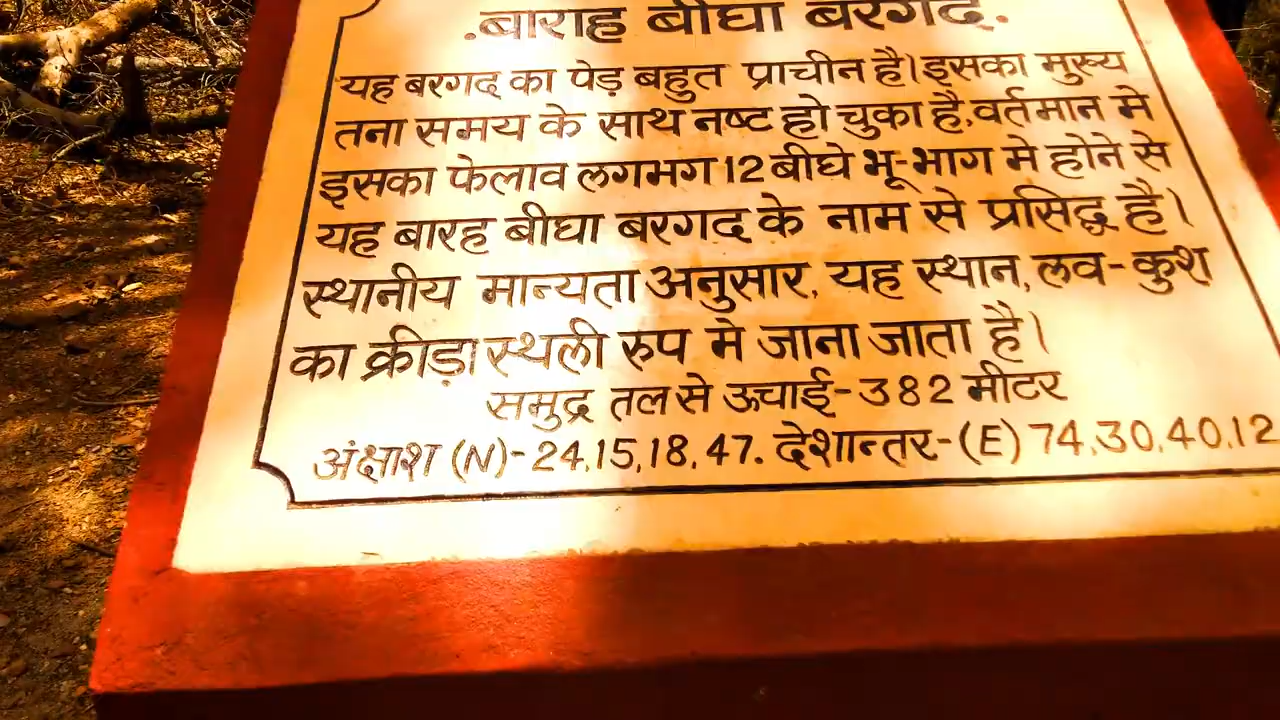 .बाराह बीघा बरगद.
यह बरगद का पेड़ बहुत प्राचीन है।इसका मुख्य
तना समय के साथ नष्ट हो चुका है,वर्तमान मे
इसका फेलाव लगभग 12 बीघे भू-भाग मे होने से
यह बारह बीघा बरगद के नाम से प्रसिद्ध है।
स्थानीय मान्यता अनुसार, यह स्थान, लव-कुश
का क्रीड़ा स्थली रुप मे जाना जाता है।
समुद्र तल से ऊचाई-382 मीटर
अंक्षाश (N)-24,15,18,47. देशान्तर-(E) 74,30,40,12